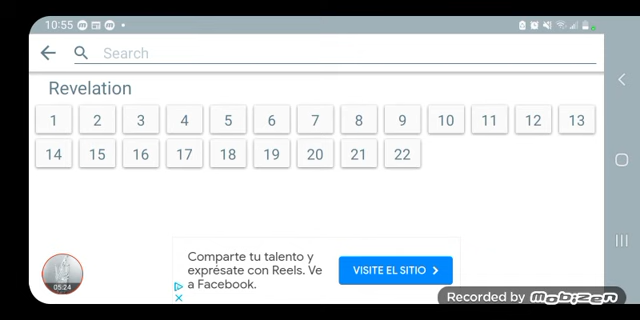 10:55
Search
Revelation
1 2 3 4 5 6 7 8 9 10 11 12 13
14 15 16 17 18 19 20 21 22
Comparte tu talento y
exprésate con Reels. Ve
a Facebook.
VISITE EL SITIO
05:24
Recorded by Mobizen